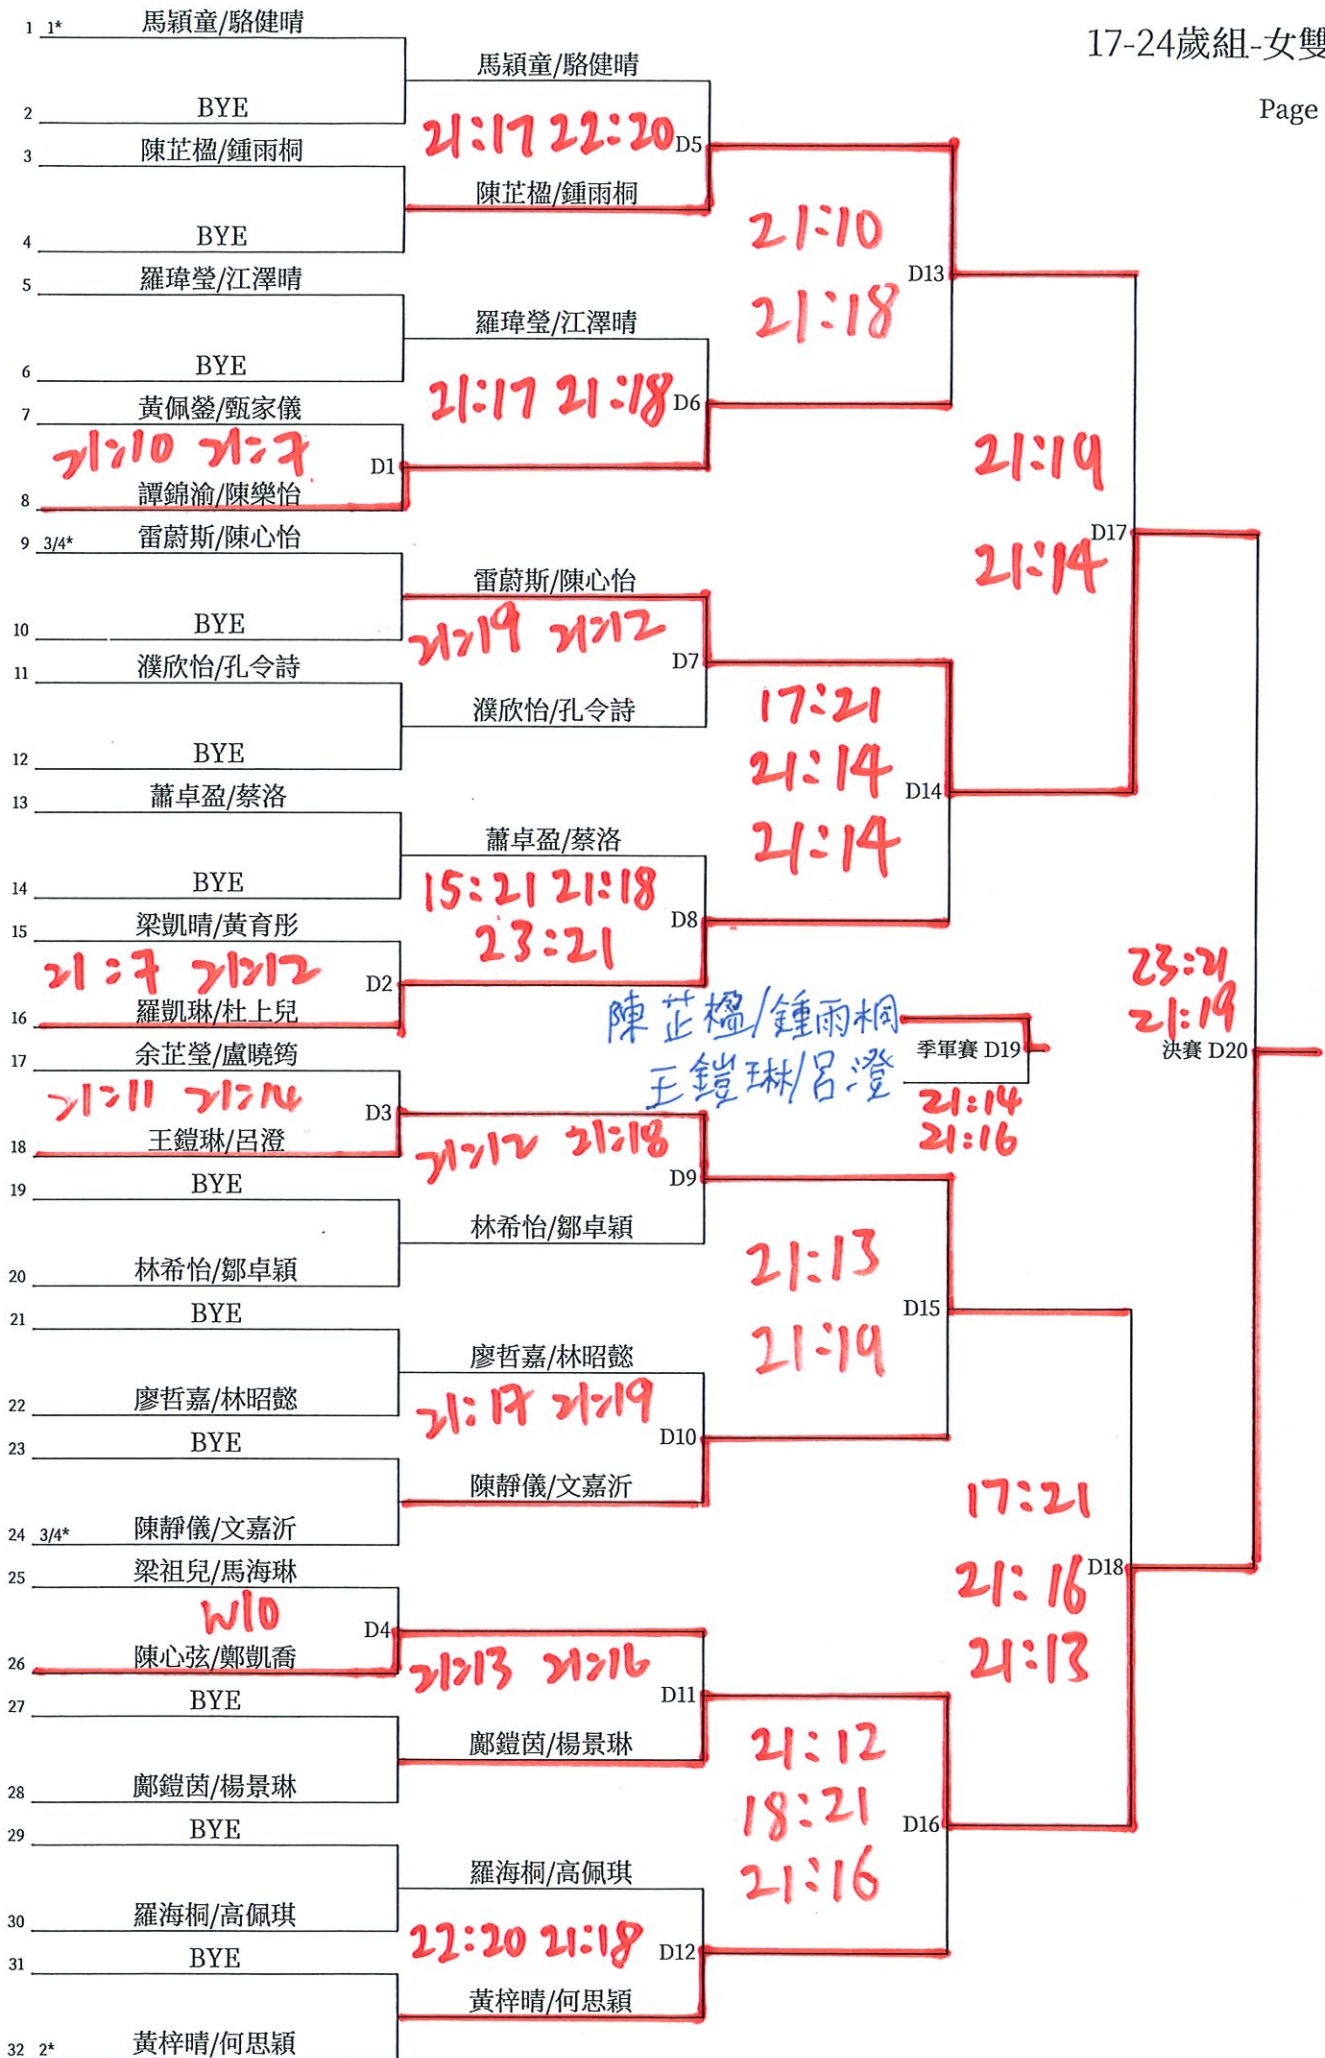 17-24歲組-女雙
Page
1 1* 馬穎童/駱健晴
馬穎童/駱健晴
2 BYE
21:17 22:20 D5
3 陳芷楹/鍾雨桐
陳芷楹/鍾雨桐
4 BYE
21:10
21:18
D13
5 羅瑋瑩/江澤晴
羅瑋瑩/江澤晴
6 BYE
21:17 21:18 D6
7 黃佩鎣/甄家儀
21:10 21:7 D1
8 譚錦渝/陳樂怡
21:19
21:14
D17
9 3/4* 雷蔚斯/陳心怡
雷蔚斯/陳心怡
10 BYE
21:19 21:12 D7
11 濮欣怡/孔令詩
濮欣怡/孔令詩
12 BYE
17:21
21:14
21:14
D14
13 蕭卓盈/蔡洛
蕭卓盈/蔡洛
14 BYE
15:21 21:18
23:21
D8
15 梁凱晴/黃育彤
21:7 21:12 D2
16 羅凱琳/杜上兒
23:21
21:19
決賽 D20
陳芷楹/鍾雨桐
季軍賽 D19
王鎧琳/呂澄
21:14
21:16
17 余芷瑩/盧曉筠
21:11 21:14 D3
18 王鎧琳/呂澄
21:12 21:18 D9
19 BYE
林希怡/鄒卓穎
20 林希怡/鄒卓穎
21:13
21:19
D15
21 BYE
廖哲嘉/林昭懿
22 廖哲嘉/林昭懿
21:17 21:19 D10
23 BYE
陳靜儀/文嘉沂
24 3/4* 陳靜儀/文嘉沂
17:21
21:16
21:13
D18
25 梁祖兒/馬海琳
W/O D4
26 陳心弦/鄭凱喬
21:13 21:16 D11
27 BYE
鄺鎧茵/楊景琳
28 鄺鎧茵/楊景琳
21:12
18:21
21:16
D16
29 BYE
羅海桐/高佩琪
30 羅海桐/高佩琪
22:20 21:18 D12
31 BYE
黃梓晴/何思穎
32 2* 黃梓晴/何思穎